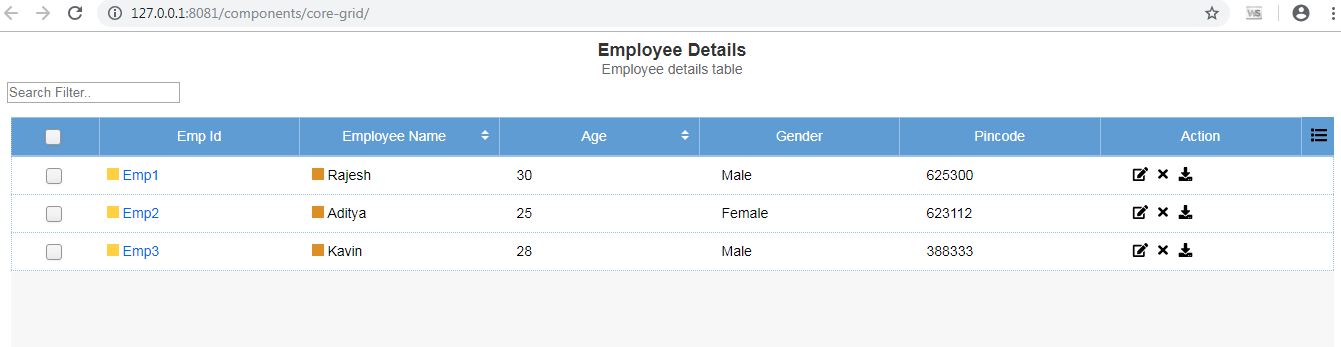 127.0.0.1:8081/components/core-grid/
Employee Details
Employee details table
Search Filter..
Emp Id Employee Name Age Gender Pincode Action
Emp1 Rajesh 30 Male 625300
Emp2 Aditya 25 Female 623112
Emp3 Kavin 28 Male 388333